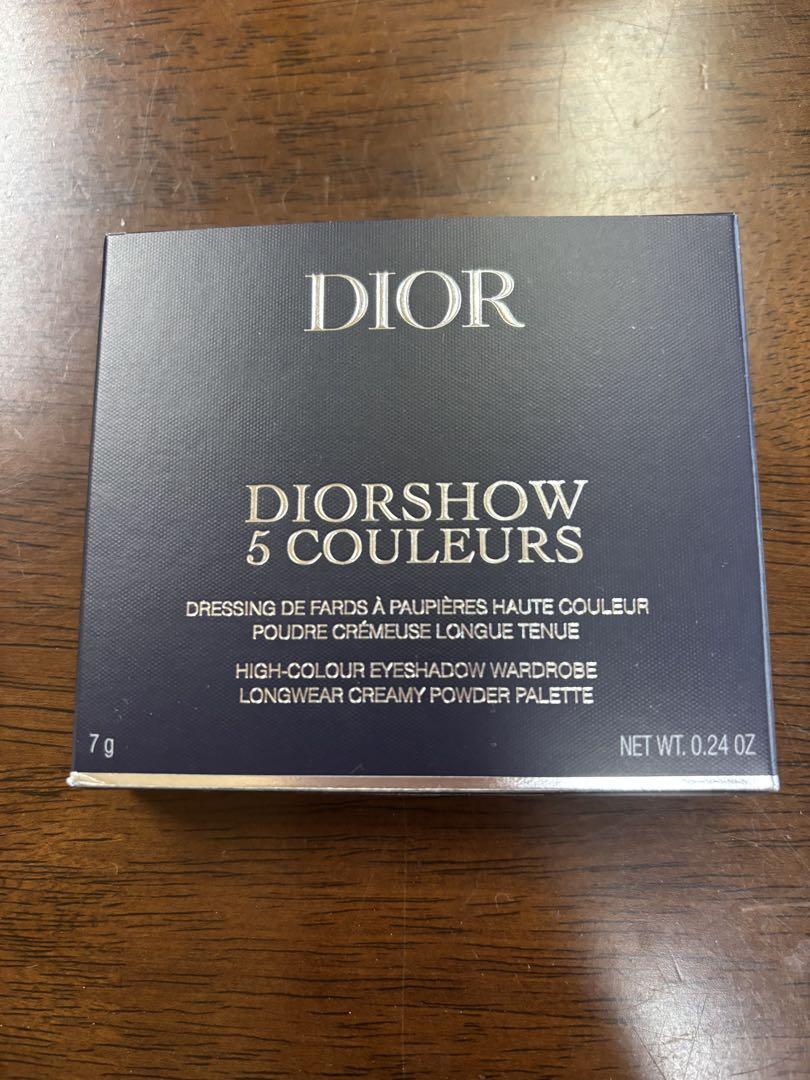 DIOR
DIORSHOW
5 COULEURS
DRESSING DE FARDS À PAUPIÈRES HAUTE COULEUR
POUDRE CRÉMEUSE LONGUE TENUE
HIGH-COLOUR EYESHADOW WARDROBE
LONGWEAR CREAMY POWDER PALETTE
7 g
NET WT. 0.24 OZ